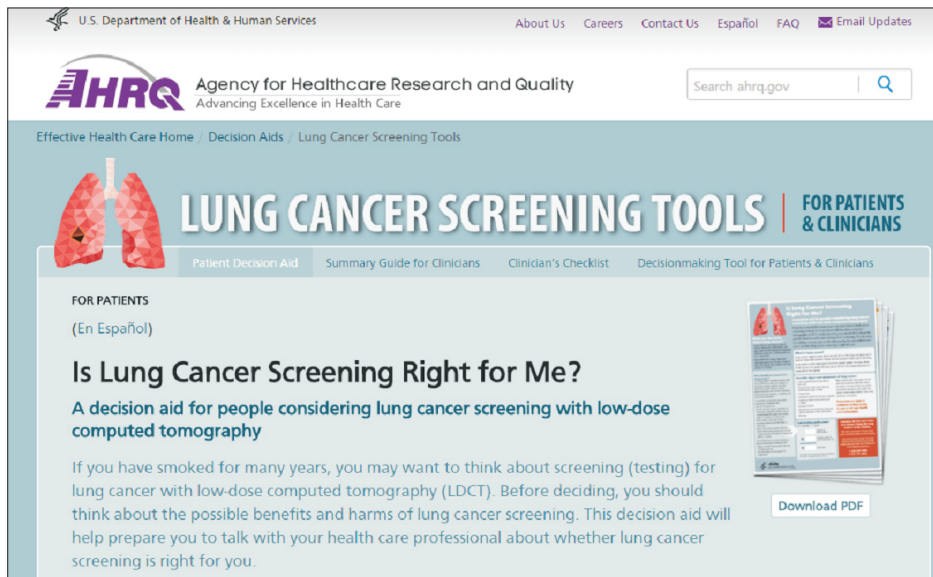 U.S. Department of Health & Human Services
About Us Careers Contact Us Español FAQ Email Updates
AHRQ
Agency for Healthcare Research and Quality
Advancing Excellence in Health Care
Search ahrq.gov
Effective Health Care Home / Decision Aids / Lung Cancer Screening Tools
LUNG CANCER SCREENING TOOLS
FOR PATIENTS
& CLINICIANS
Patient Decision Aid Summary Guide for Clinicians Clinician's Checklist Decisionmaking Tool for Patients & Clinicians
FOR PATIENTS
(En Español)
Is Lung Cancer Screening Right for Me?
A decision aid for people considering lung cancer screening with low-dose
computed tomography
If you have smoked for many years, you may want to think about screening (testing) for
lung cancer with low-dose computed tomography (LDCT). Before deciding, you should
think about the possible benefits and harms of lung cancer screening. This decision aid will
help prepare you to talk with your health care professional about whether lung cancer
screening is right for you.
Is Lung Cancer Screening
Right for Me?
Download PDF